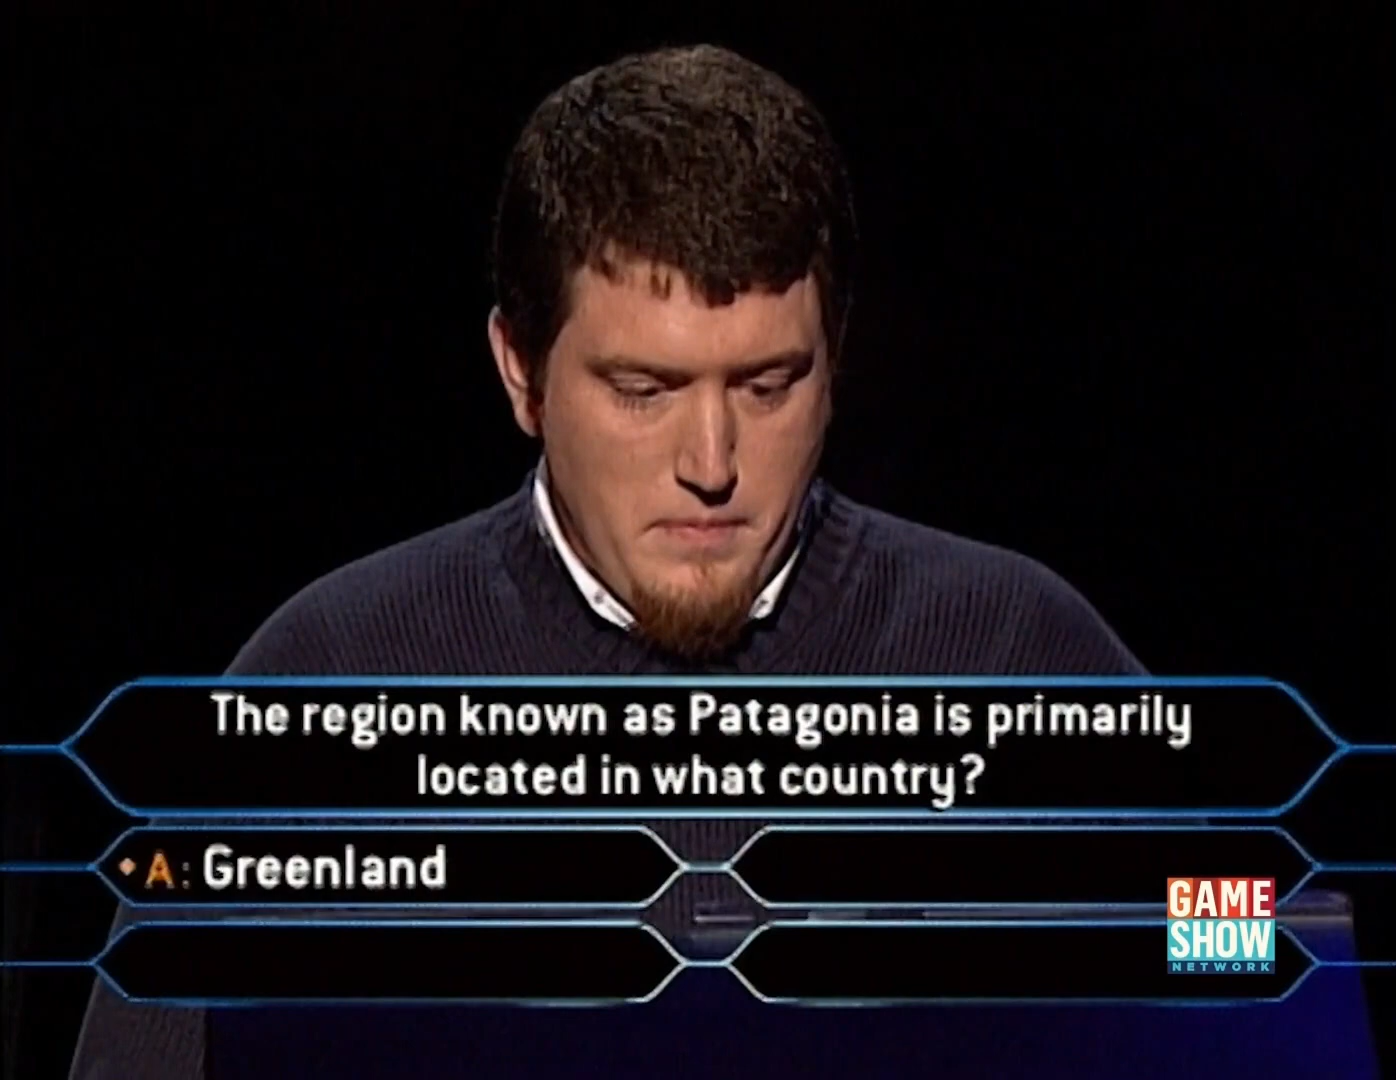 The region known as Patagonia is primarily
located in what country?
A: Greenland
GAME
SHOW
NETWORK